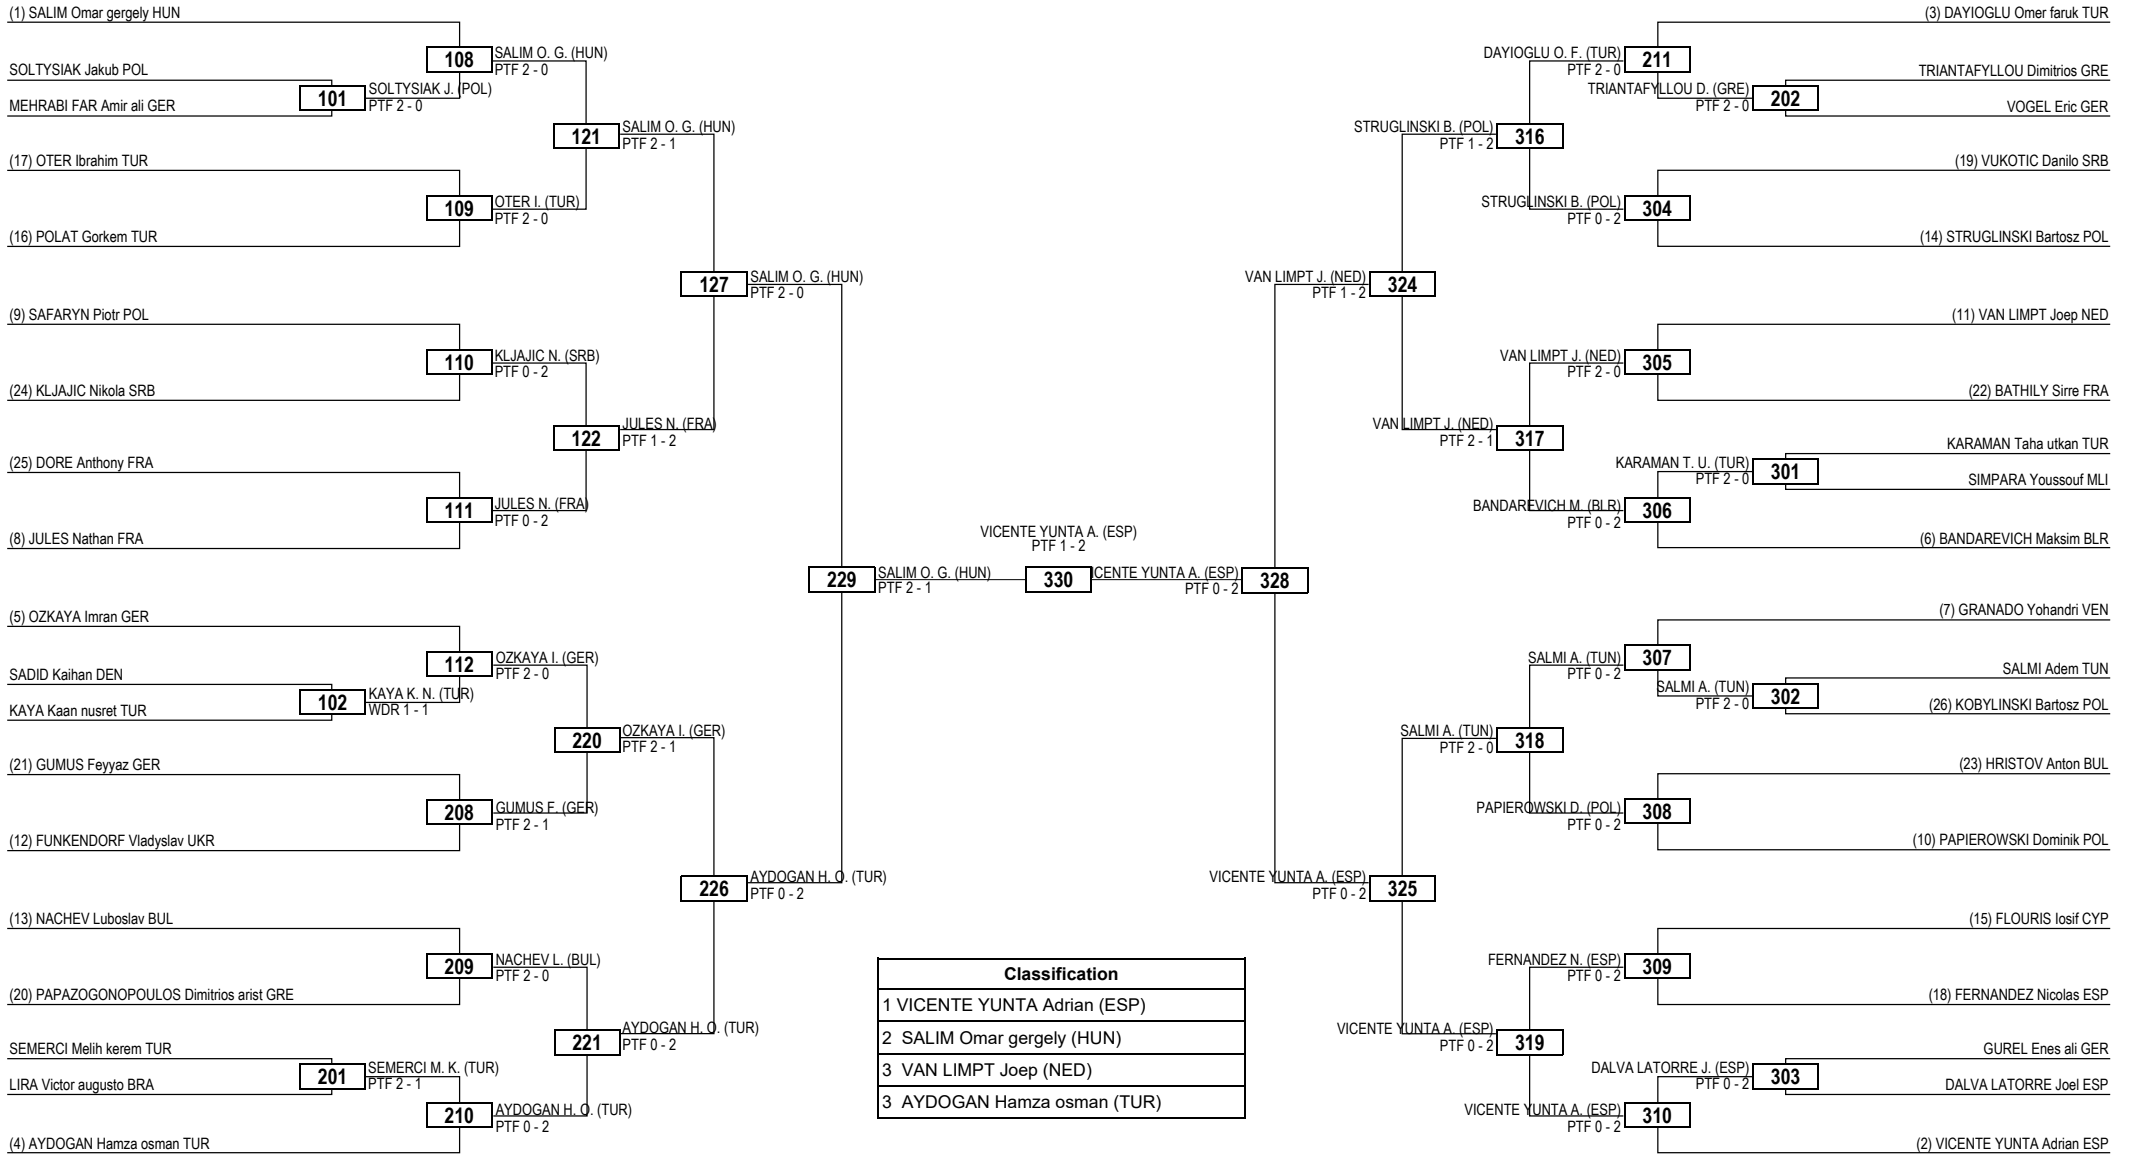 (1) SALIM Omar gergely HUN
108
SALIM O. G. (HUN)
PTF 2 - 0
SOLTYSIAK Jakub POL
101
SOLTYSIAK J. (POL)
PTF 2 - 0
MEHRABI FAR Amir ali GER
121
SALIM O. G. (HUN)
PTF 2 - 1
(17) OTER Ibrahim TUR
109
OTER I. (TUR)
PTF 2 - 0
(16) POLAT Gorkem TUR
127
SALIM O. G. (HUN)
PTF 2 - 0
(9) SAFARYN Piotr POL
110
KLJAJIC N. (SRB)
PTF 0 - 2
(24) KLJAJIC Nikola SRB
122
JULES N. (FRA)
PTF 1 - 2
(25) DORE Anthony FRA
111
JULES N. (FRA)
PTF 0 - 2
(8) JULES Nathan FRA
229
SALIM O. G. (HUN)
PTF 2 - 1
(5) OZKAYA Imran GER
112
OZKAYA I. (GER)
PTF 2 - 0
SADID Kaihan DEN
102
KAYA K. N. (TUR)
WDR 1 - 1
KAYA Kaan nusret TUR
220
OZKAYA I. (GER)
PTF 2 - 1
(21) GUMUS Feyyaz GER
208
GUMUS F. (GER)
PTF 2 - 1
(12) FUNKENDORF Vladyslav UKR
226
AYDOGAN H. O. (TUR)
PTF 0 - 2
(13) NACHEV Luboslav BUL
209
NACHEV L. (BUL)
PTF 2 - 0
(20) PAPAZOGONOPOULOS Dimitrios arist GRE
221
AYDOGAN H. O. (TUR)
PTF 0 - 2
SEMERCI Melih kerem TUR
201
SEMERCI M. K. (TUR)
PTF 2 - 1
LIRA Victor augusto BRA
210
AYDOGAN H. O. (TUR)
PTF 0 - 2
(4) AYDOGAN Hamza osman TUR
VICENTE YUNTA A. (ESP)
PTF 1 - 2
330
ICENTE YUNTA A. (ESP)
PTF 0 - 2
328
(3) DAYIOGLU Omer faruk TUR
DAYIOGLU O. F. (TUR)
PTF 2 - 0
211
TRIANTAFYLLOU Dimitrios GRE
TRIANTAFYLLOU D. (GRE)
PTF 2 - 0
202
VOGEL Eric GER
STRUGLINSKI B. (POL)
PTF 1 - 2
316
(19) VUKOTIC Danilo SRB
STRUGLINSKI B. (POL)
PTF 0 - 2
304
(14) STRUGLINSKI Bartosz POL
VAN LIMPT J. (NED)
PTF 1 - 2
324
(11) VAN LIMPT Joep NED
VAN LIMPT J. (NED)
PTF 2 - 0
305
(22) BATHILY Sirre FRA
VAN LIMPT J. (NED)
PTF 2 - 1
317
KARAMAN Taha utkan TUR
KARAMAN T. U. (TUR)
PTF 2 - 0
301
SIMPARA Youssouf MLI
BANDAREVICH M. (BLR)
PTF 0 - 2
306
(6) BANDAREVICH Maksim BLR
(7) GRANADO Yohandri VEN
SALMI A. (TUN)
PTF 0 - 2
307
SALMI Adem TUN
SALMI A. (TUN)
PTF 2 - 0
302
(26) KOBYLINSKI Bartosz POL
SALMI A. (TUN)
PTF 2 - 0
318
(23) HRISTOV Anton BUL
PAPIEROWSKI D. (POL)
PTF 0 - 2
308
(10) PAPIEROWSKI Dominik POL
VICENTE YUNTA A. (ESP)
PTF 0 - 2
325
(15) FLOURIS Iosif CYP
FERNANDEZ N. (ESP)
PTF 0 - 2
309
(18) FERNANDEZ Nicolas ESP
VICENTE YUNTA A. (ESP)
PTF 0 - 2
319
GUREL Enes ali GER
DALVA LATORRE J. (ESP)
PTF 0 - 2
303
DALVA LATORRE Joel ESP
VICENTE YUNTA A. (ESP)
PTF 0 - 2
310
(2) VICENTE YUNTA Adrian ESP
Classification
1 VICENTE YUNTA Adrian (ESP)
2 SALIM Omar gergely (HUN)
3 VAN LIMPT Joep (NED)
3 AYDOGAN Hamza osman (TUR)